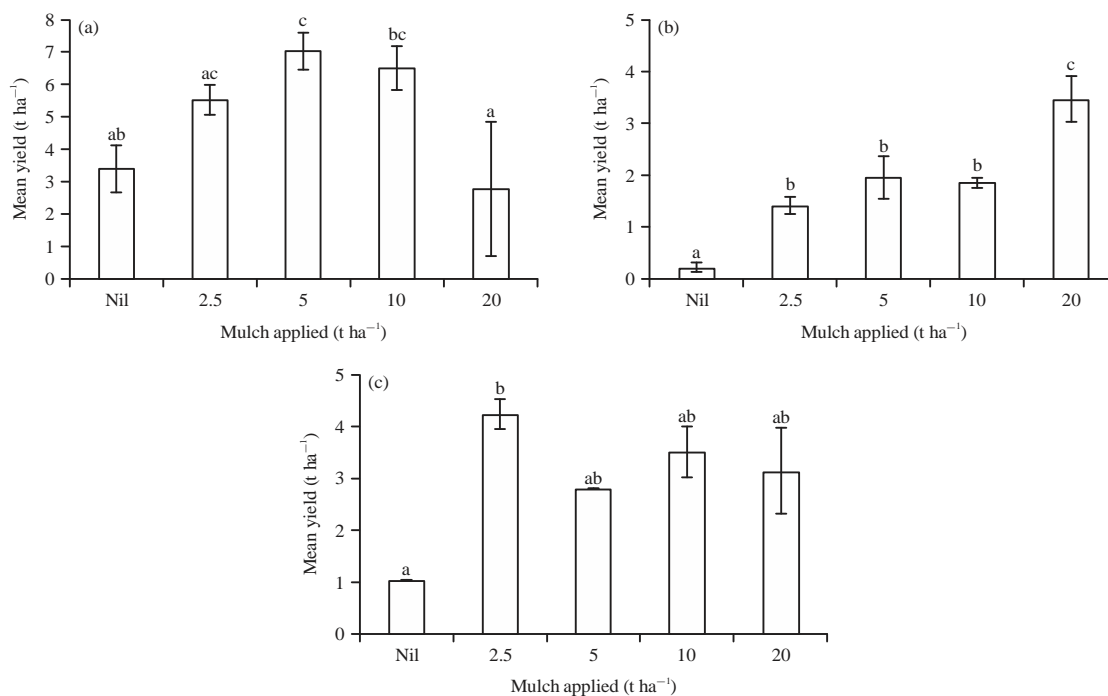 (a)
Mean yield (t ha⁻¹)
8
7
6
5
4
3
2
1
0
ab
ac
c
bc
a
Nil 2.5 5 10 20
Mulch applied (t ha⁻¹)
(b)
Mean yield (t ha⁻¹)
5
4
3
2
1
0
a
b
b
b
c
Nil 2.5 5 10 20
Mulch applied (t ha⁻¹)
(c)
Mean yield (t ha⁻¹)
5
4
3
2
1
0
a
b
ab
ab
ab
Nil 2.5 5 10 20
Mulch applied (t ha⁻¹)